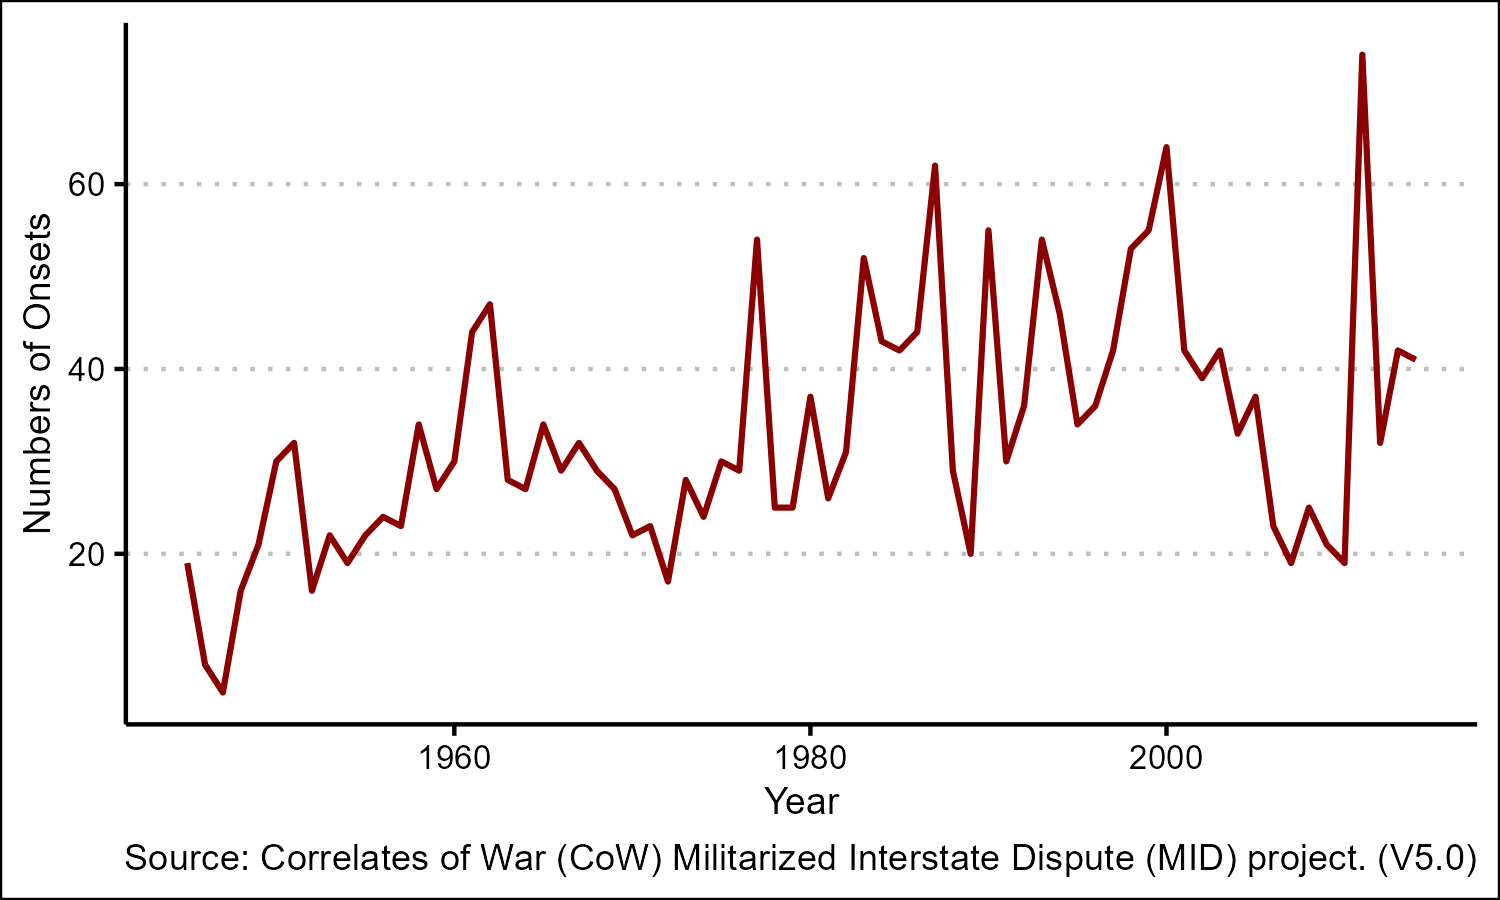 60
40
20
Numbers of Onsets
1960 1980 2000
Year
Source: Correlates of War (CoW) Militarized Interstate Dispute (MID) project. (V5.0)